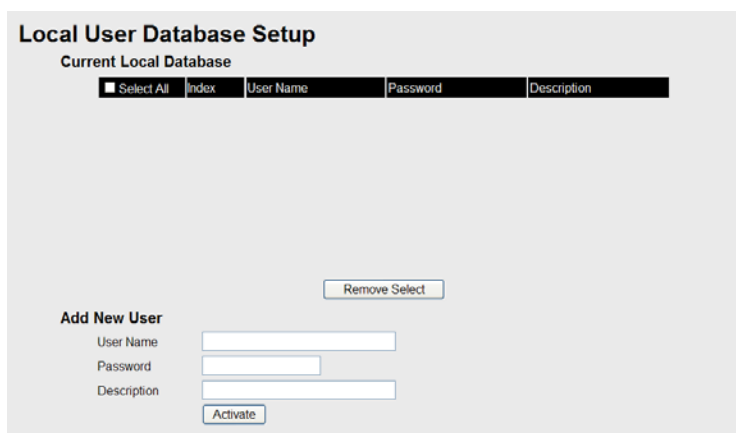 Local User Database Setup
Current Local Database
Select All Index User Name Password Description
Remove Select
Add New User
User Name
Password
Description
Activate